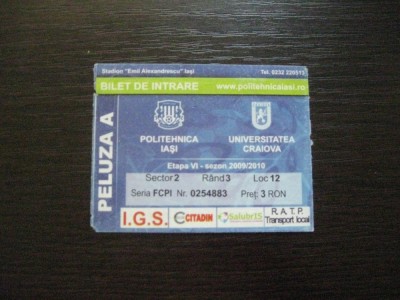 Stadion "Emil Alexandrescu" Iaşi Tel. 0232 220513
BILET DE INTRARE www.politehnicaiasi.ro
PELUZA A
POLITEHNICA IAŞI
UNIVERSITATEA CRAIOVA
Etapa VI - sezon 2009/2010
Sector 2 Rând 3 Loc 12
Seria FCPI Nr. 0254883 Preţ: 3 RON
I.G.S. CITADIN SalubrIS R.A.T.P.
Transport local